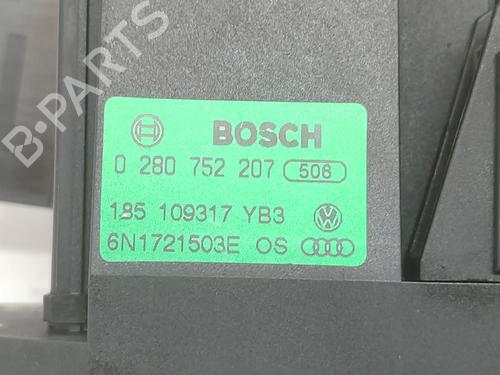 B-PARTS
BOSCH
0 280 752 207 506
185 109317 YB3
6N1721503E OS